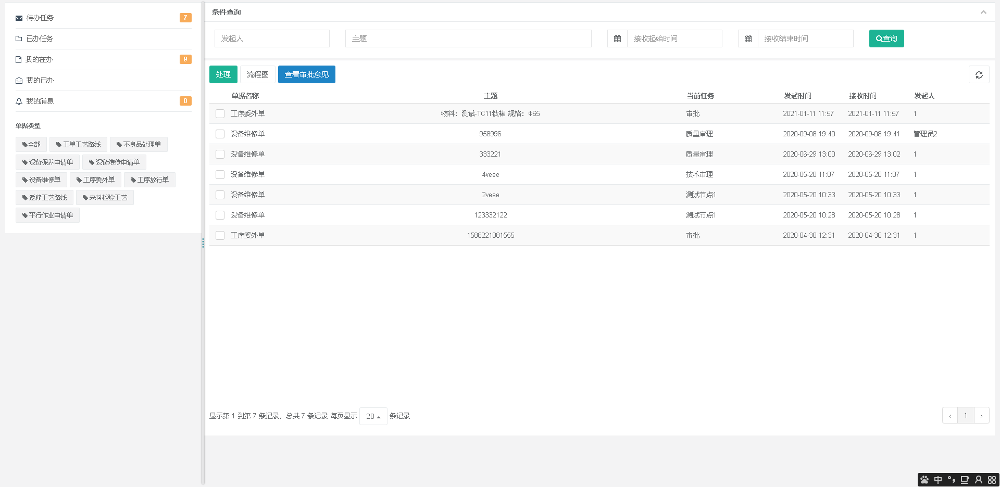 待办任务 7
已办任务
我的在办 9
我的已办
我的消息 0
单据类型
全部 工单工艺路线 不良品处理单
设备保养申请单 设备维修申请单
设备维修单 工序委外单 工序放行单
返修工艺路线 来料检验工艺
平行作业申请单
条件查询
发起人 主题 接收起始时间 接收结束时间 查询
处理 流程图 查看审批意见
单据名称 主题 当前任务 发起时间 接收时间 发起人
工序委外单 物料：测试-TC11钛棒 规格：Φ65 审批 2021-01-11 11:57 2021-01-11 11:57 1
设备维修单 958996 质量审理 2020-09-08 19:40 2020-09-08 19:41 管理员2
设备维修单 333221 质量审理 2020-06-29 13:00 2020-06-29 13:02 1
设备维修单 4veee 技术审理 2020-05-20 11:07 2020-05-20 11:07 1
设备维修单 2veee 测试节点1 2020-05-20 10:33 2020-05-20 10:33 1
设备维修单 123332122 测试节点1 2020-05-20 10:28 2020-05-20 10:28 1
工序委外单 1588221081555 审批 2020-04-30 12:31 2020-04-30 12:31 1
显示第 1 到第 7 条记录，总共 7 条记录 每页显示 20 条记录
‹ 1 ›
中 °,